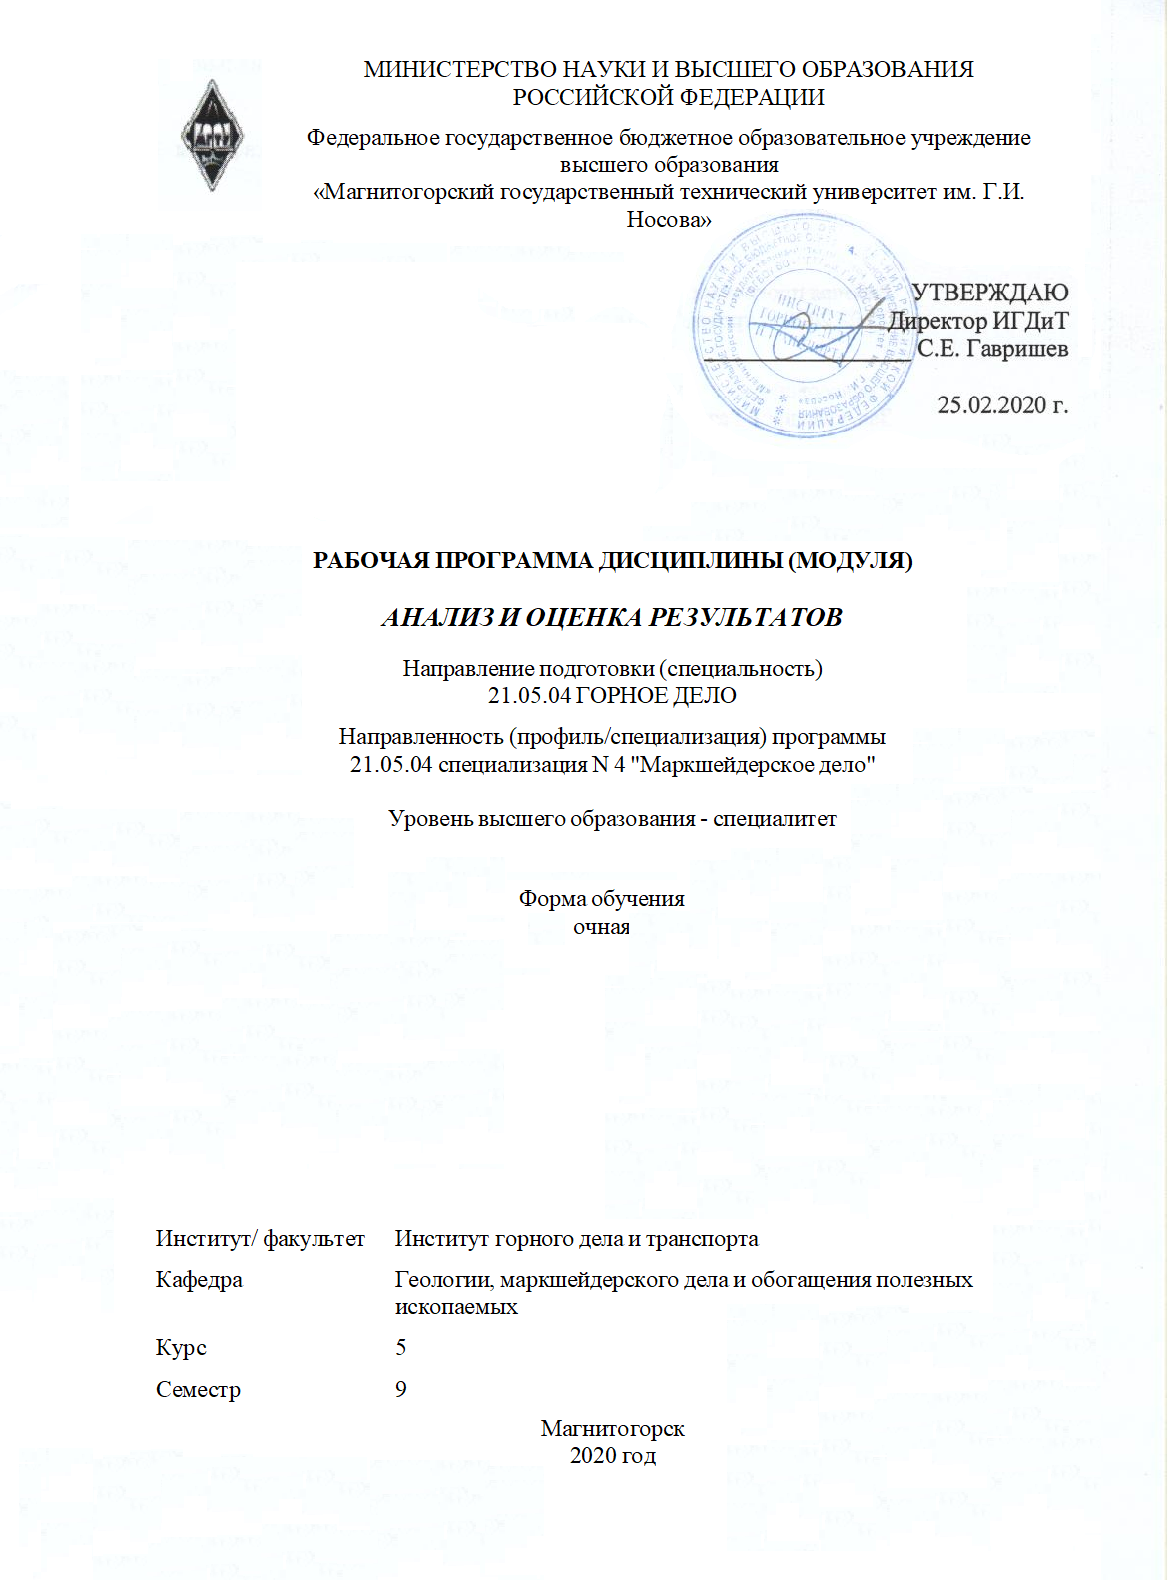 МИНИСТЕРСТВО НАУКИ И ВЫСШЕГО ОБРАЗОВАНИЯ
РОССИЙСКОЙ ФЕДЕРАЦИИ
Федеральное государственное бюджетное образовательное учреждение
высшего образования
«Магнитогорский государственный технический университет им. Г.И.
Носова»
УТВЕРЖДАЮ
Директор ИГДиТ
С.Е. Гавришев
25.02.2020 г.
РАБОЧАЯ ПРОГРАММА ДИСЦИПЛИНЫ (МОДУЛЯ)
АНАЛИЗ И ОЦЕНКА РЕЗУЛЬТАТОВ
Направление подготовки (специальность)
21.05.04 ГОРНОЕ ДЕЛО
Направленность (профиль/специализация) программы
21.05.04 специализация N 4 "Маркшейдерское дело"
Уровень высшего образования - специалитет
Форма обучения
очная
Институт/ факультет Институт горного дела и транспорта
Кафедра Геологии, маркшейдерского дела и обогащения полезных
ископаемых
Курс 5
Семестр 9
Магнитогорск
2020 год